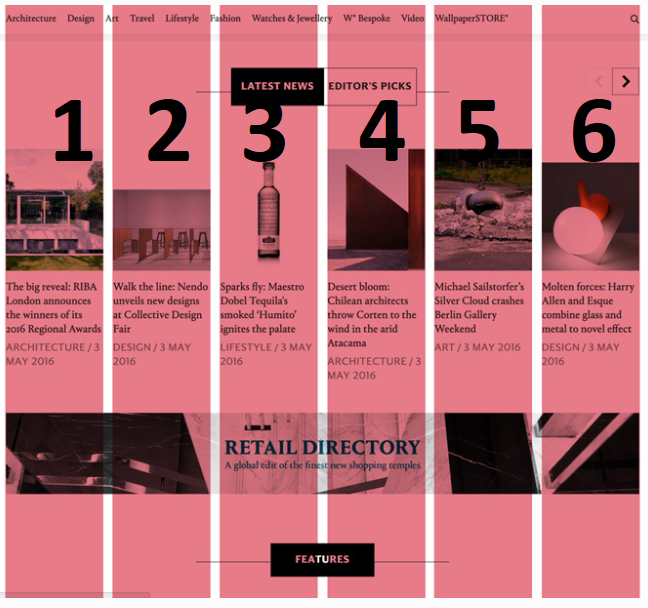 Architecture Design Art Travel Lifestyle Fashion Watches & Jewellery W* Bespoke Video WallpaperSTORE*
LATEST NEWS EDITOR'S PICKS
1 2 3 4 5 6
The big reveal: RIBA
London announces
the winners of its
2016 Regional Awards
ARCHITECTURE / 3
MAY 2016
Walk the line: Nendo
unveils new designs
at Collective Design
Fair
DESIGN / 3 MAY
2016
Sparks fly: Maestro
Dobel Tequila's
smoked 'Humito'
ignites the palate
LIFESTYLE / 3 MAY
2016
Desert bloom:
Chilean architects
throw Corten to the
wind in the arid
Atacama
ARCHITECTURE / 3
MAY 2016
Michael Sailstorfer's
Silver Cloud crashes
Berlin Gallery
Weekend
ART / 3 MAY 2016
Molten forces: Harry
Allen and Esque
combine glass and
metal to novel effect
DESIGN / 3 MAY
2016
RETAIL DIRECTORY
A global edit of the finest new shopping temples
FEATURES